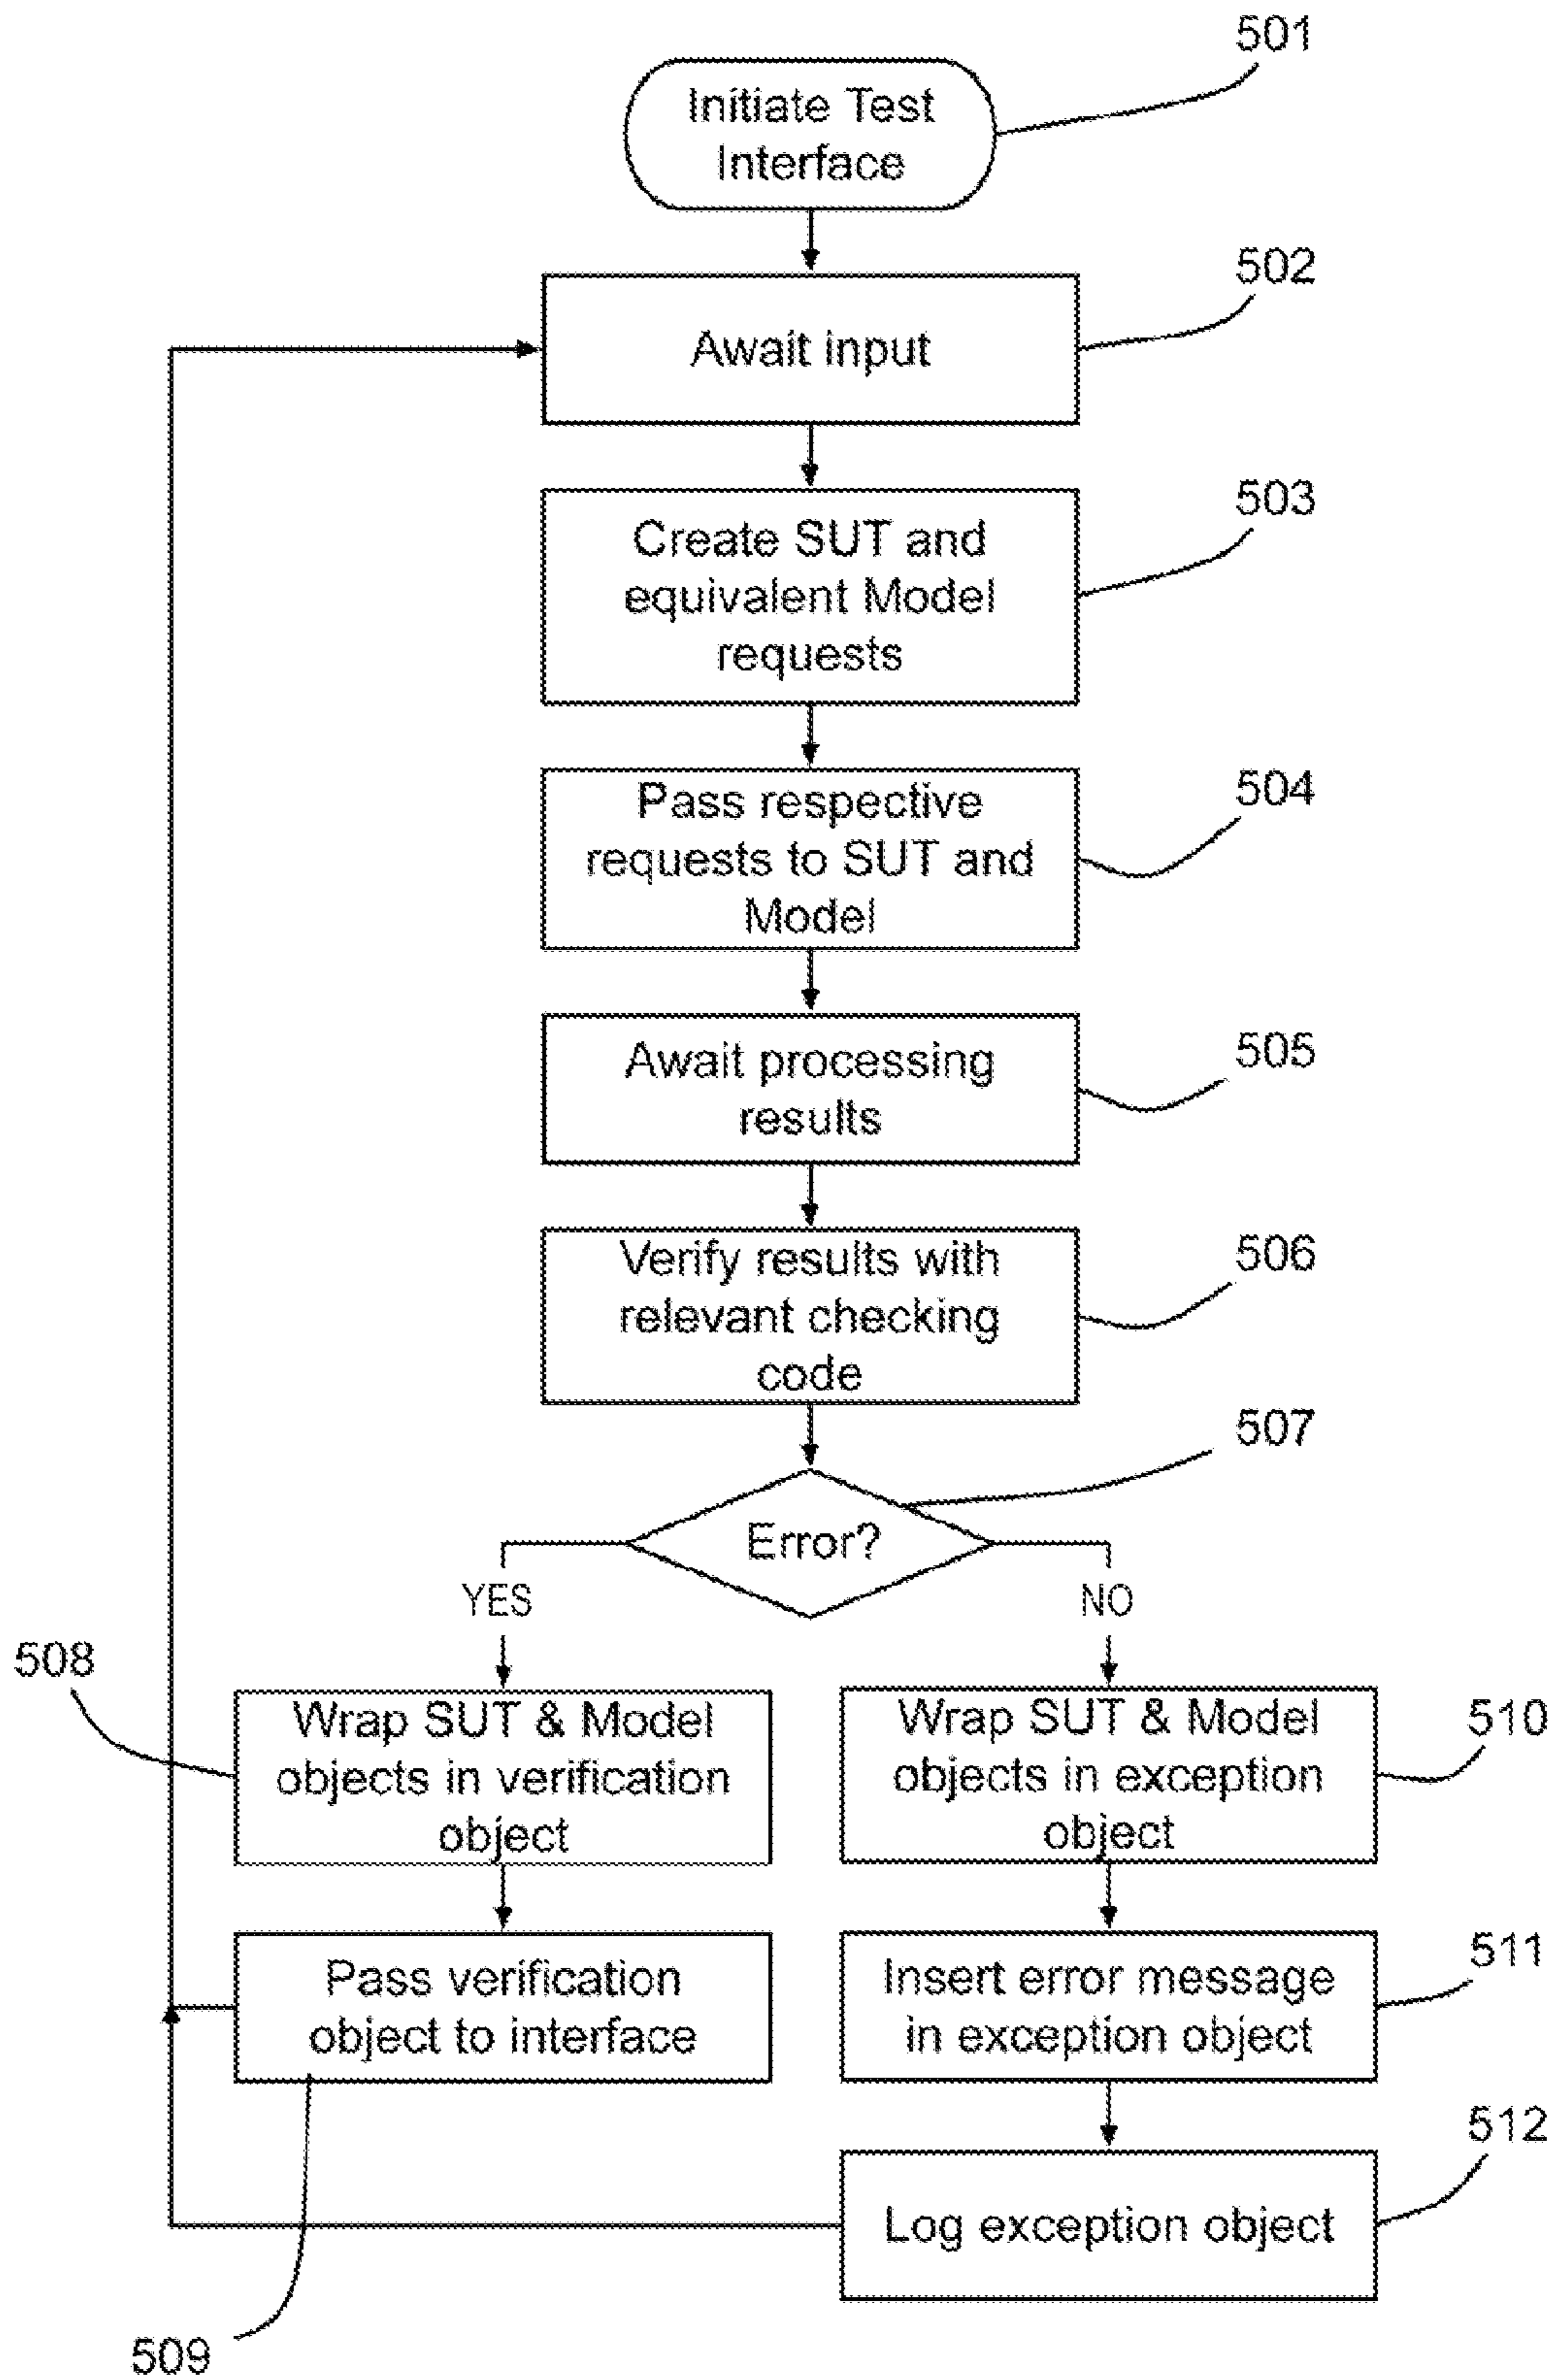 501
Initiate Test
Interface
502
Await input
503
Create SUT and
equivalent Model
requests
504
Pass respective
requests to SUT and
Model
505
Await processing
results
506
Verify results with
relevant checking
code
507
Error?
YES
NO
508
Wrap SUT & Model
objects in verification
object
Wrap SUT & Model
objects in exception
object
510
Pass verification
object to interface
Insert error message
in exception object
511
512
Log exception object
509